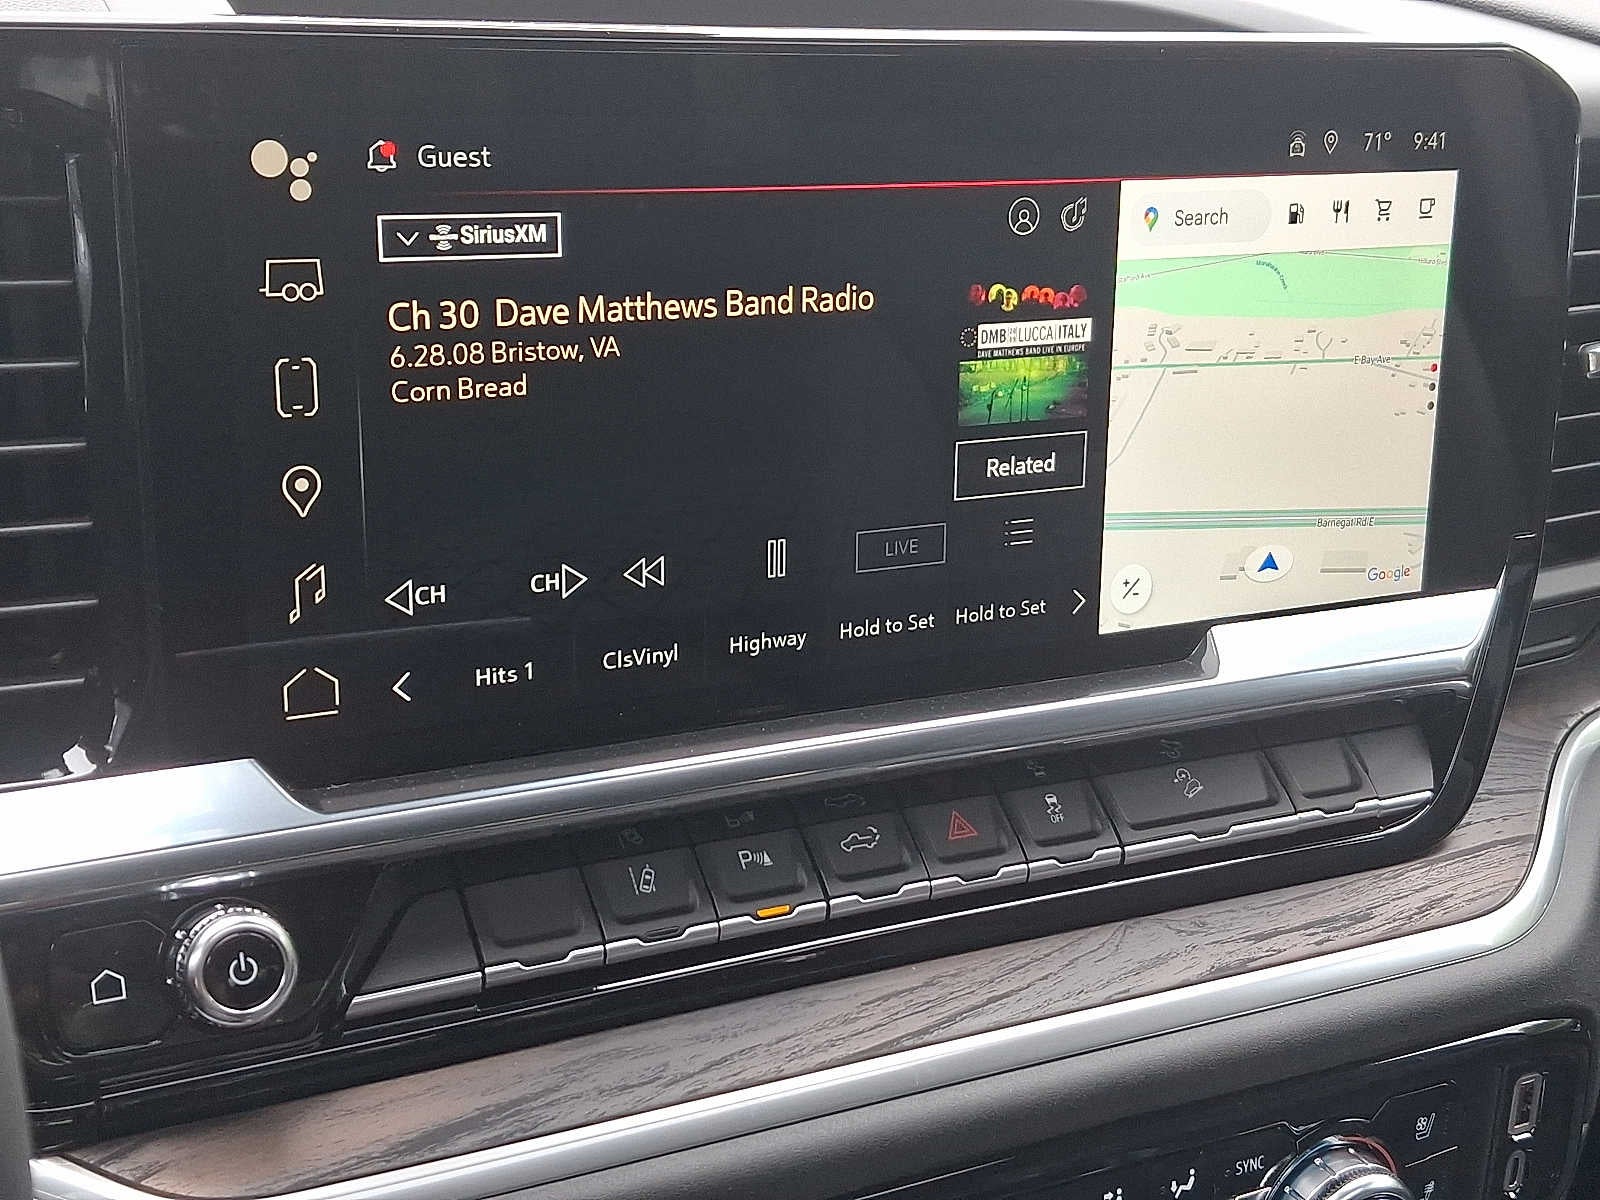 Guest
71° 9:41
SiriusXM
Search
Ch 30 Dave Matthews Band Radio
6.28.08 Bristow, VA
Corn Bread
DMB LUCCA ITALY
DAVE MATTHEWS BAND LIVE IN EUROPE
Related
E Bay Ave
Barnegat Rd E
Google
CH
CH
LIVE
+/-
Hits 1
ClsVinyl
Highway
Hold to Set
Hold to Set
P
OFF
SYNC